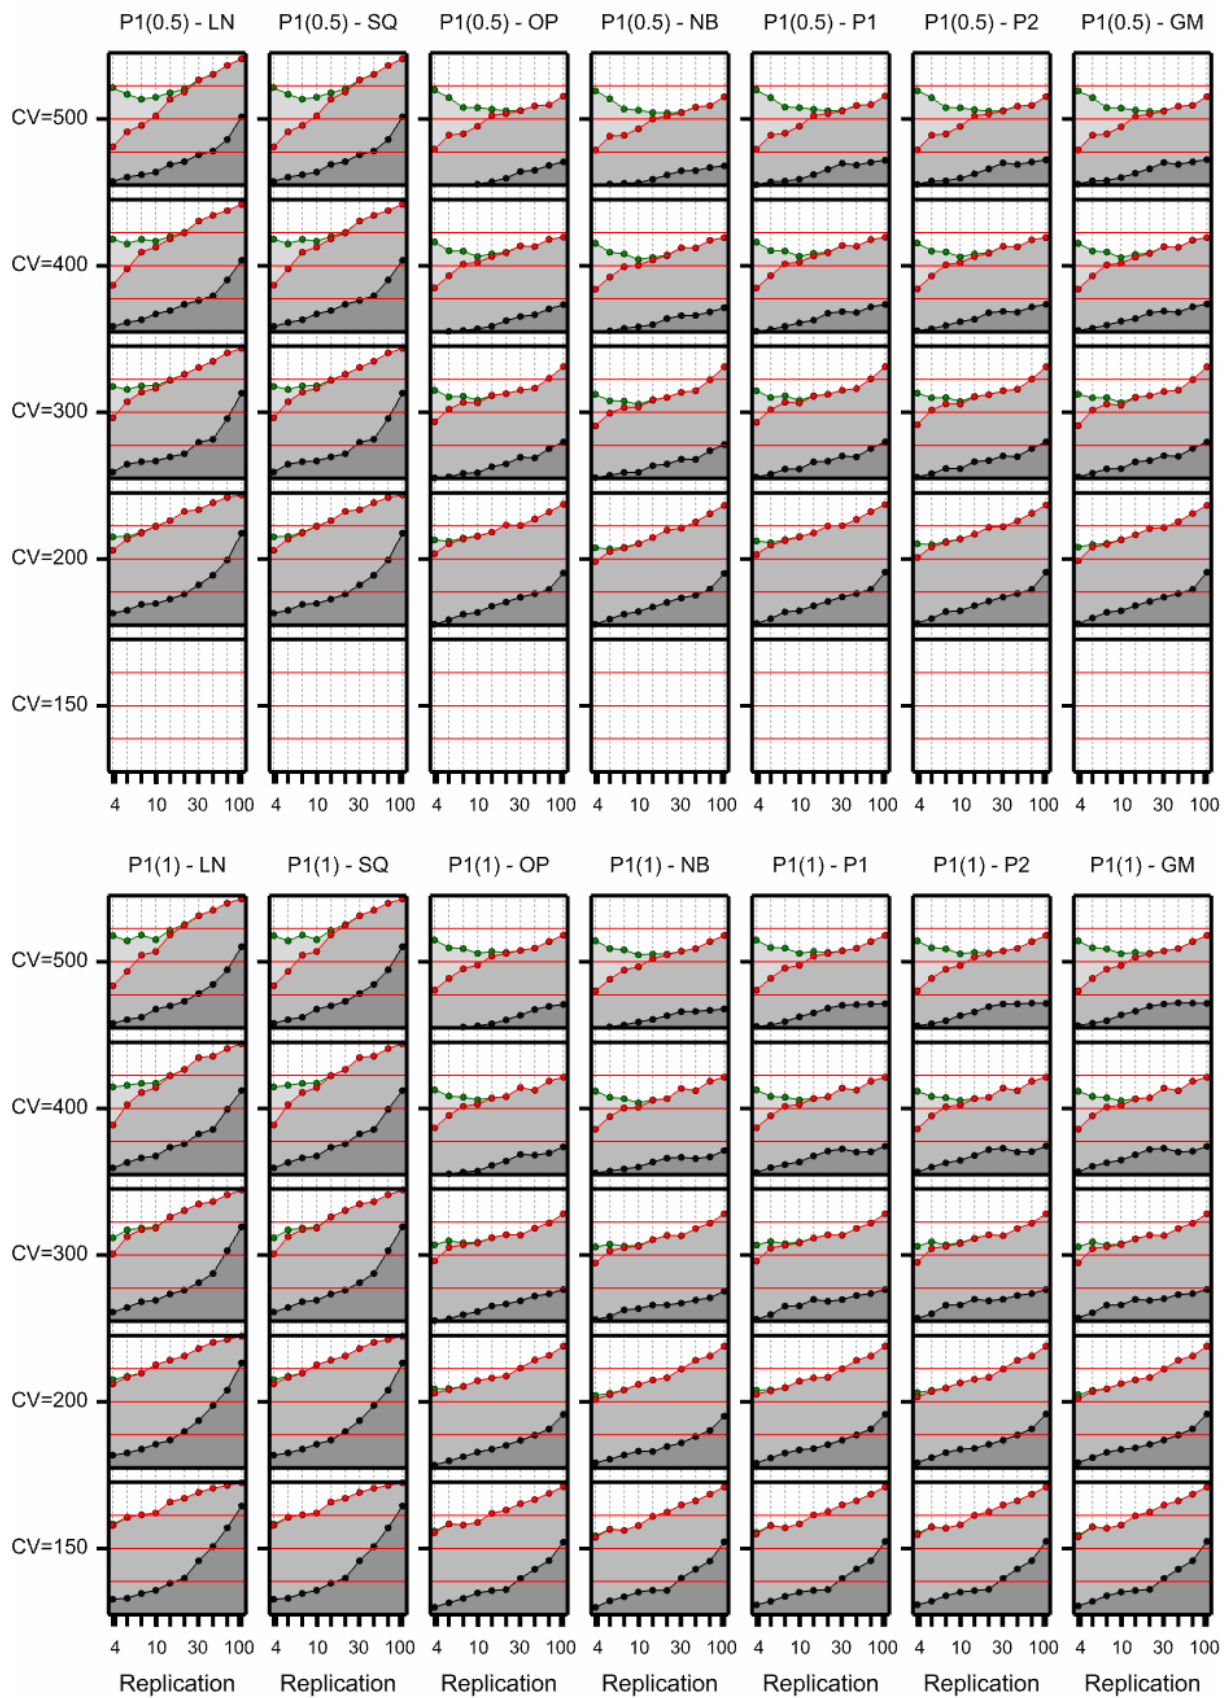 P1(0.5) - LN P1(0.5) - SQ P1(0.5) - OP P1(0.5) - NB P1(0.5) - P1 P1(0.5) - P2 P1(0.5) - GM
CV=500
CV=400
CV=300
CV=200
CV=150
4 10 30 100 4 10 30 100 4 10 30 100 4 10 30 100 4 10 30 100 4 10 30 100 4 10 30 100
P1(1) - LN P1(1) - SQ P1(1) - OP P1(1) - NB P1(1) - P1 P1(1) - P2 P1(1) - GM
CV=500
CV=400
CV=300
CV=200
CV=150
4 10 30 100 4 10 30 100 4 10 30 100 4 10 30 100 4 10 30 100 4 10 30 100 4 10 30 100
Replication Replication Replication Replication Replication Replication Replication